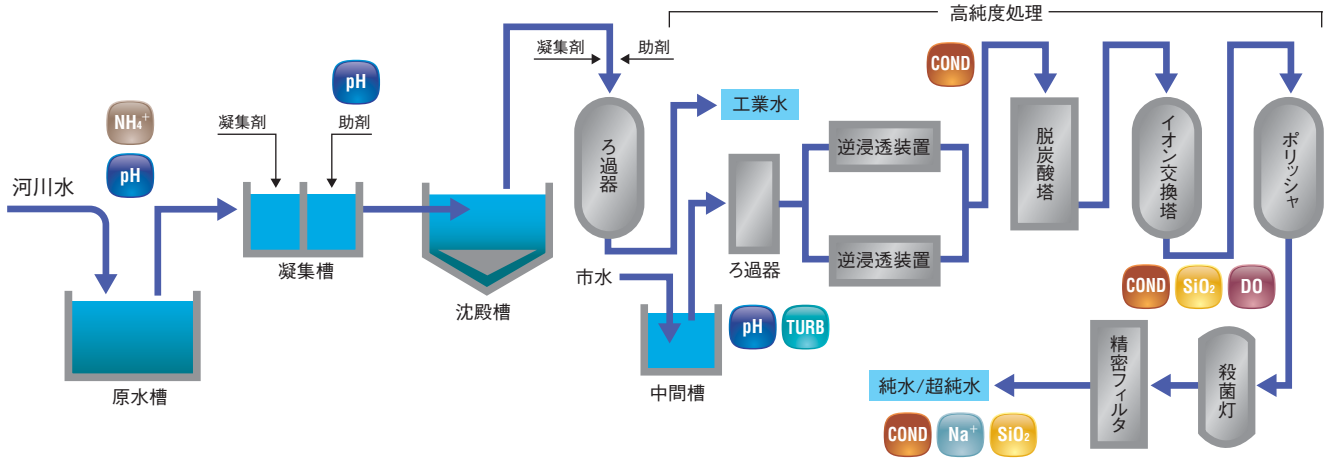 高純度処理
凝集剤
助剤
COND
pH
工業水
NH₄⁺
凝集剤
助剤
ろ過器
逆浸透装置
脱炭酸塔
イオン交換塔
ポリッシャ
pH
河川水
凝集槽
市水
ろ過器
逆浸透装置
沈殿槽
COND
SiO₂
DO
pH
TURB
原水槽
中間槽
純水/超純水
精密フィルタ
殺菌灯
COND
Na⁺
SiO₂